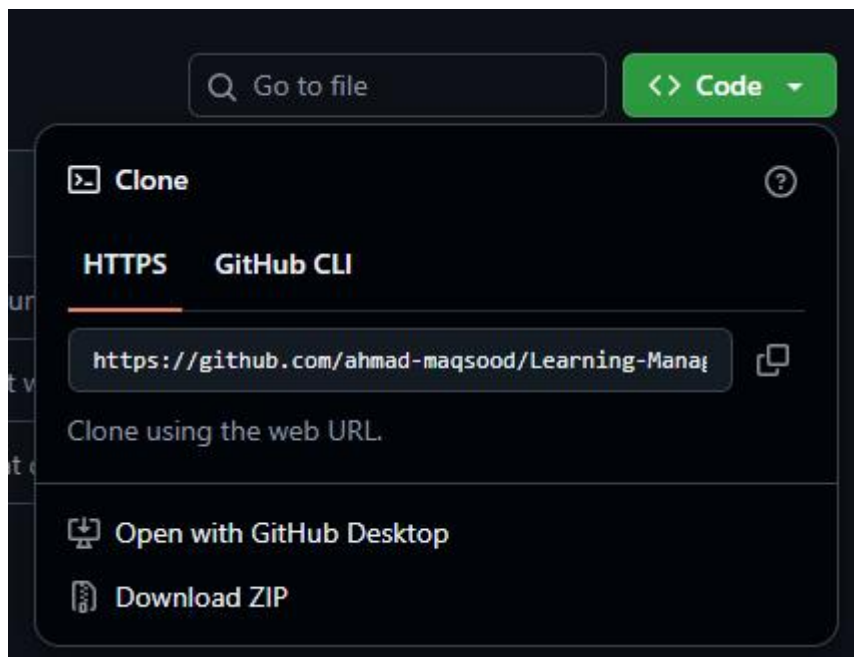 Go to file
<> Code
Clone
HTTPS GitHub CLI
ur
https://github.com/ahmad-maqsood/Learning-Manag
t v
Clone using the web URL.
t
Open with GitHub Desktop
Download ZIP